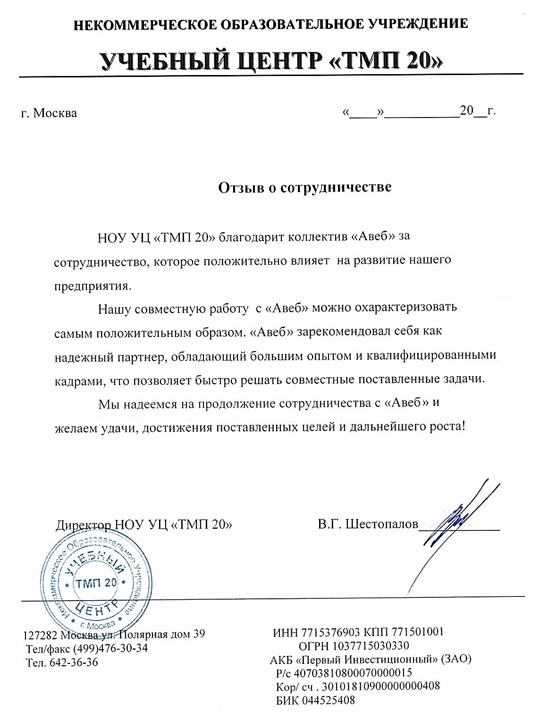 НЕКОММЕРЧЕСКОЕ ОБРАЗОВАТЕЛЬНОЕ УЧРЕЖДЕНИЕ
УЧЕБНЫЙ ЦЕНТР «ТМП 20»
г. Москва «____»___________20__г.
Отзыв о сотрудничестве
НОУ УЦ «ТМП 20» благодарит коллектив «Авеб» за
сотрудничество, которое положительно влияет на развитие нашего
предприятия.
Нашу совместную работу с «Авеб» можно охарактеризовать
самым положительным образом. «Авеб» зарекомендовал себя как
надежный партнер, обладающий большим опытом и квалифицированными
кадрами, что позволяет быстро решать совместные поставленные задачи.
Мы надеемся на продолжение сотрудничества с «Авеб» и
желаем удачи, достижения поставленных целей и дальнейшего роста!
Директор НОУ УЦ «ТМП 20» В.Г. Шестопалов____________
Некоммерческое Образовательное Учреждение
УЧЕБНЫЙ
ТМП 20
ЦЕНТР
г. Москва
127282 Москва ул. Полярная дом 39
Тел/факс (499)476-30-34
Тел. 642-36-36
ИНН 7715376903 КПП 771501001
ОГРН 1037715030330
АКБ «Первый Инвестиционный» (ЗАО)
Р/с 40703810800070000015
Кор/ сч . 30101810900000000408
БИК 044525408